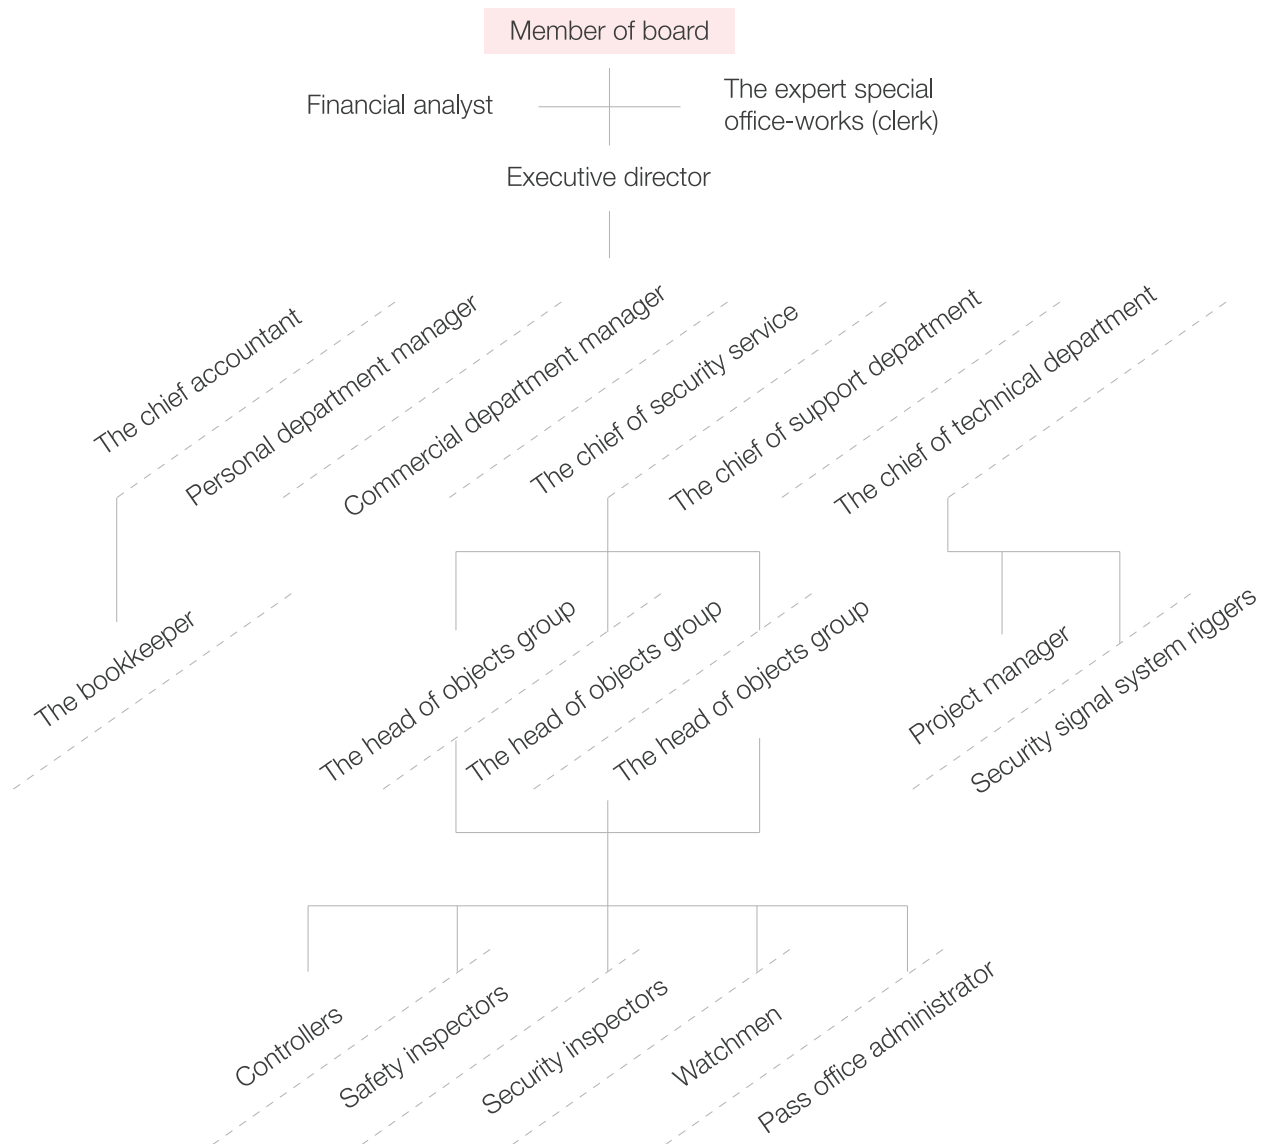 Member of board
Financial analyst
The expert special
office-works (clerk)
Executive director
The chief accountant
Personal department manager
Commercial department manager
The chief of security service
The chief of support department
The chief of technical department
The bookkeeper
The head of objects group
The head of objects group
The head of objects group
Project manager
Security signal system riggers
Controllers
Safety inspectors
Security inspectors
Watchmen
Pass office administrator